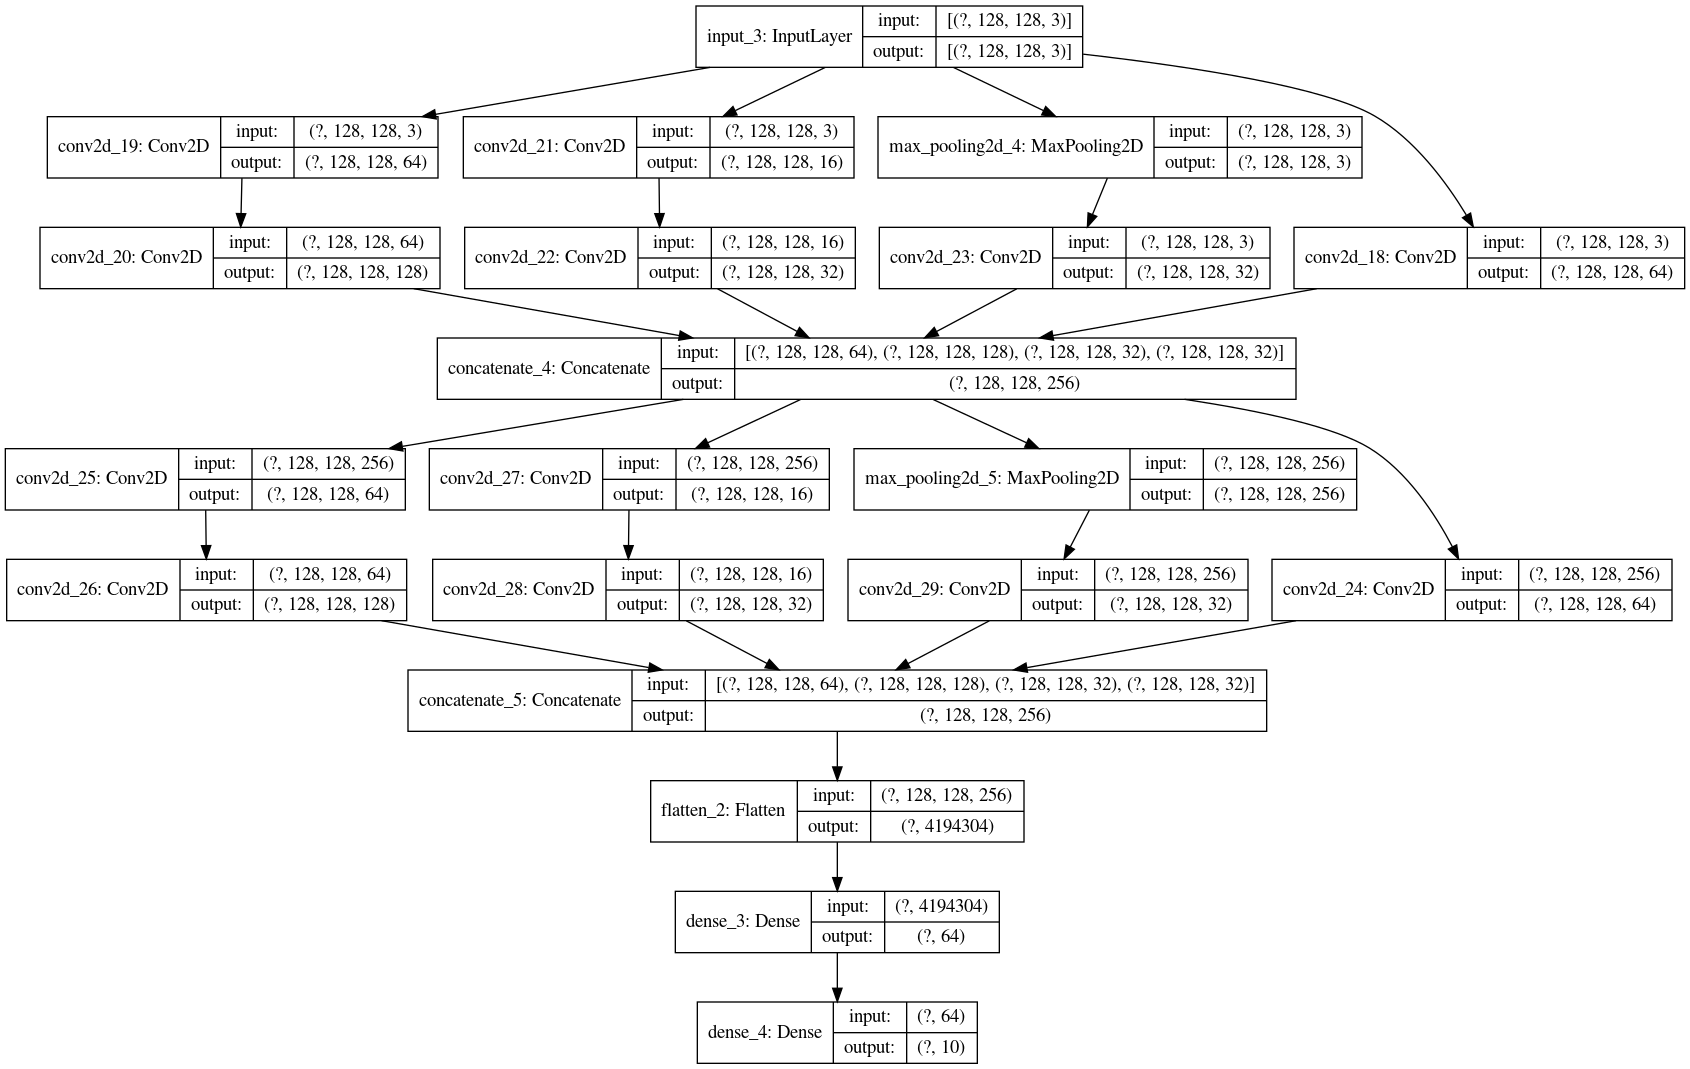 input_3: InputLayer
input: [(?, 128, 128, 3)]
output: [(?, 128, 128, 3)]
conv2d_19: Conv2D
input: (?, 128, 128, 3)
output: (?, 128, 128, 64)
conv2d_21: Conv2D
input: (?, 128, 128, 3)
output: (?, 128, 128, 16)
max_pooling2d_4: MaxPooling2D
input: (?, 128, 128, 3)
output: (?, 128, 128, 3)
conv2d_20: Conv2D
input: (?, 128, 128, 64)
output: (?, 128, 128, 128)
conv2d_22: Conv2D
input: (?, 128, 128, 16)
output: (?, 128, 128, 32)
conv2d_23: Conv2D
input: (?, 128, 128, 3)
output: (?, 128, 128, 32)
conv2d_18: Conv2D
input: (?, 128, 128, 3)
output: (?, 128, 128, 64)
concatenate_4: Concatenate
input: [(?, 128, 128, 64), (?, 128, 128, 128), (?, 128, 128, 32), (?, 128, 128, 32)]
output: (?, 128, 128, 256)
conv2d_25: Conv2D
input: (?, 128, 128, 256)
output: (?, 128, 128, 64)
conv2d_27: Conv2D
input: (?, 128, 128, 256)
output: (?, 128, 128, 16)
max_pooling2d_5: MaxPooling2D
input: (?, 128, 128, 256)
output: (?, 128, 128, 256)
conv2d_26: Conv2D
input: (?, 128, 128, 64)
output: (?, 128, 128, 128)
conv2d_28: Conv2D
input: (?, 128, 128, 16)
output: (?, 128, 128, 32)
conv2d_29: Conv2D
input: (?, 128, 128, 256)
output: (?, 128, 128, 32)
conv2d_24: Conv2D
input: (?, 128, 128, 256)
output: (?, 128, 128, 64)
concatenate_5: Concatenate
input: [(?, 128, 128, 64), (?, 128, 128, 128), (?, 128, 128, 32), (?, 128, 128, 32)]
output: (?, 128, 128, 256)
flatten_2: Flatten
input: (?, 128, 128, 256)
output: (?, 4194304)
dense_3: Dense
input: (?, 4194304)
output: (?, 64)
dense_4: Dense
input: (?, 64)
output: (?, 10)